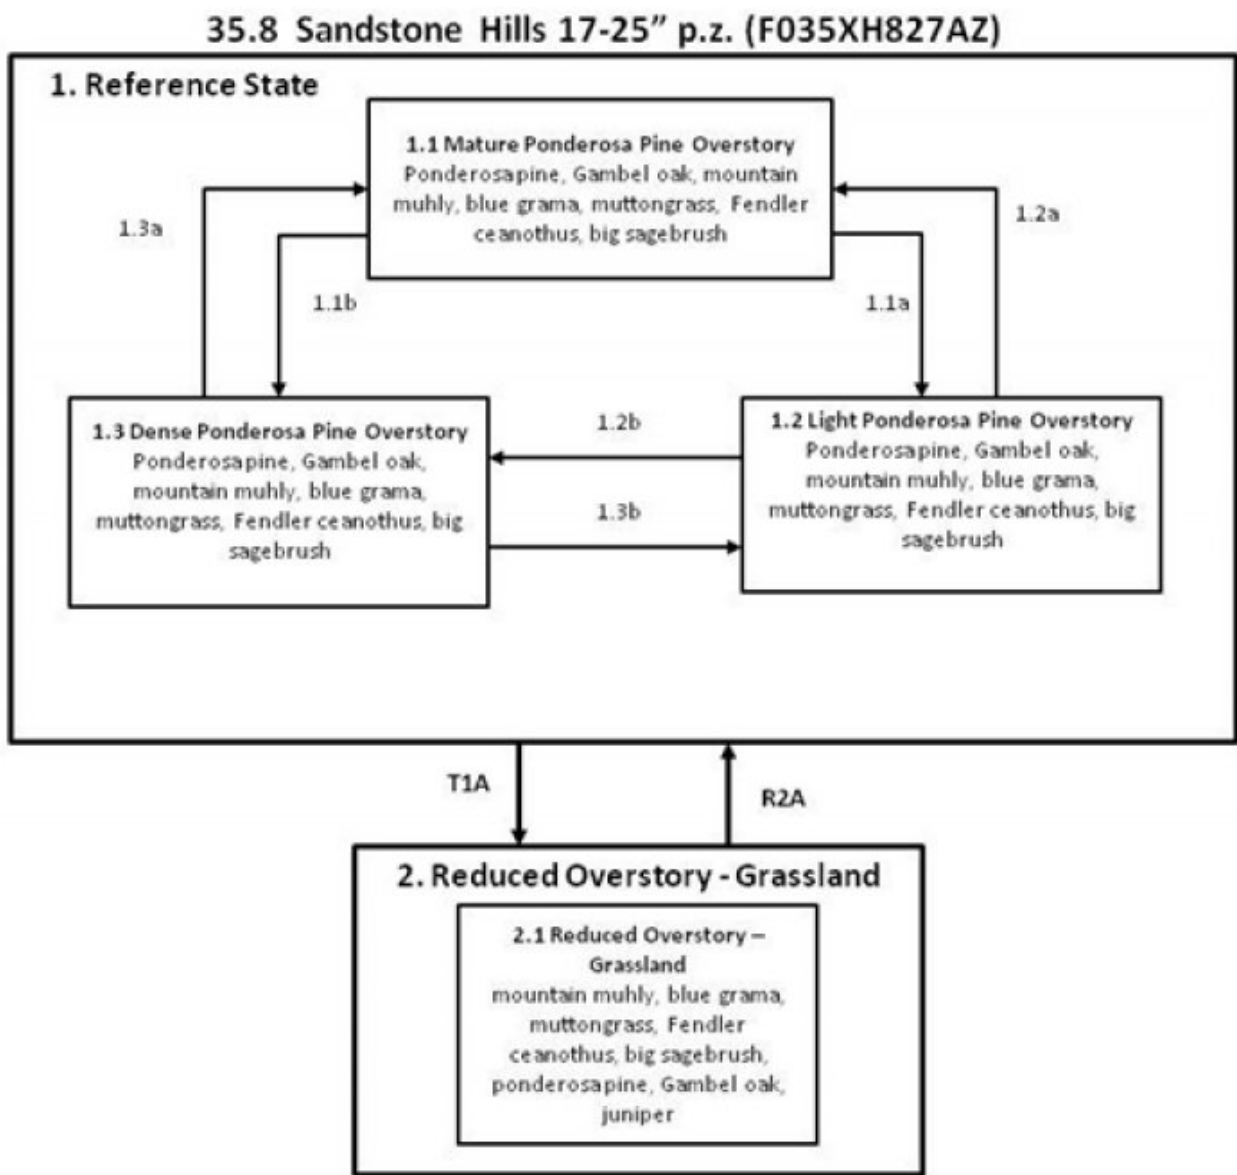 35.8 Sandstone Hills 17-25” p.z. (F035XH827AZ)
1. Reference State
1.1 Mature Ponderosa Pine Overstory
Ponderosapine, Gambel oak, mountain
muhly, blue grama, muttongrass, Fendler
ceanothus, big sagebrush
1.3a
1.2a
1.1b
1.1a
1.3 Dense Ponderosa Pine Overstory
Ponderosapine, Gambel oak,
mountain muhly, blue grama,
muttongrass, Fendler ceanothus, big
sagebrush
1.2b
1.3b
1.2 Light Ponderosa Pine Overstory
Ponderosapine, Gambel oak,
mountain muhly, blue grama,
muttongrass, Fendler ceanothus, big
sagebrush
T1A
R2A
2. Reduced Overstory - Grassland
2.1 Reduced Overstory –
Grassland
mountain muhly, blue grama,
muttongrass, Fendler
ceanothus, big sagebrush,
ponderosapine, Gambel oak,
juniper